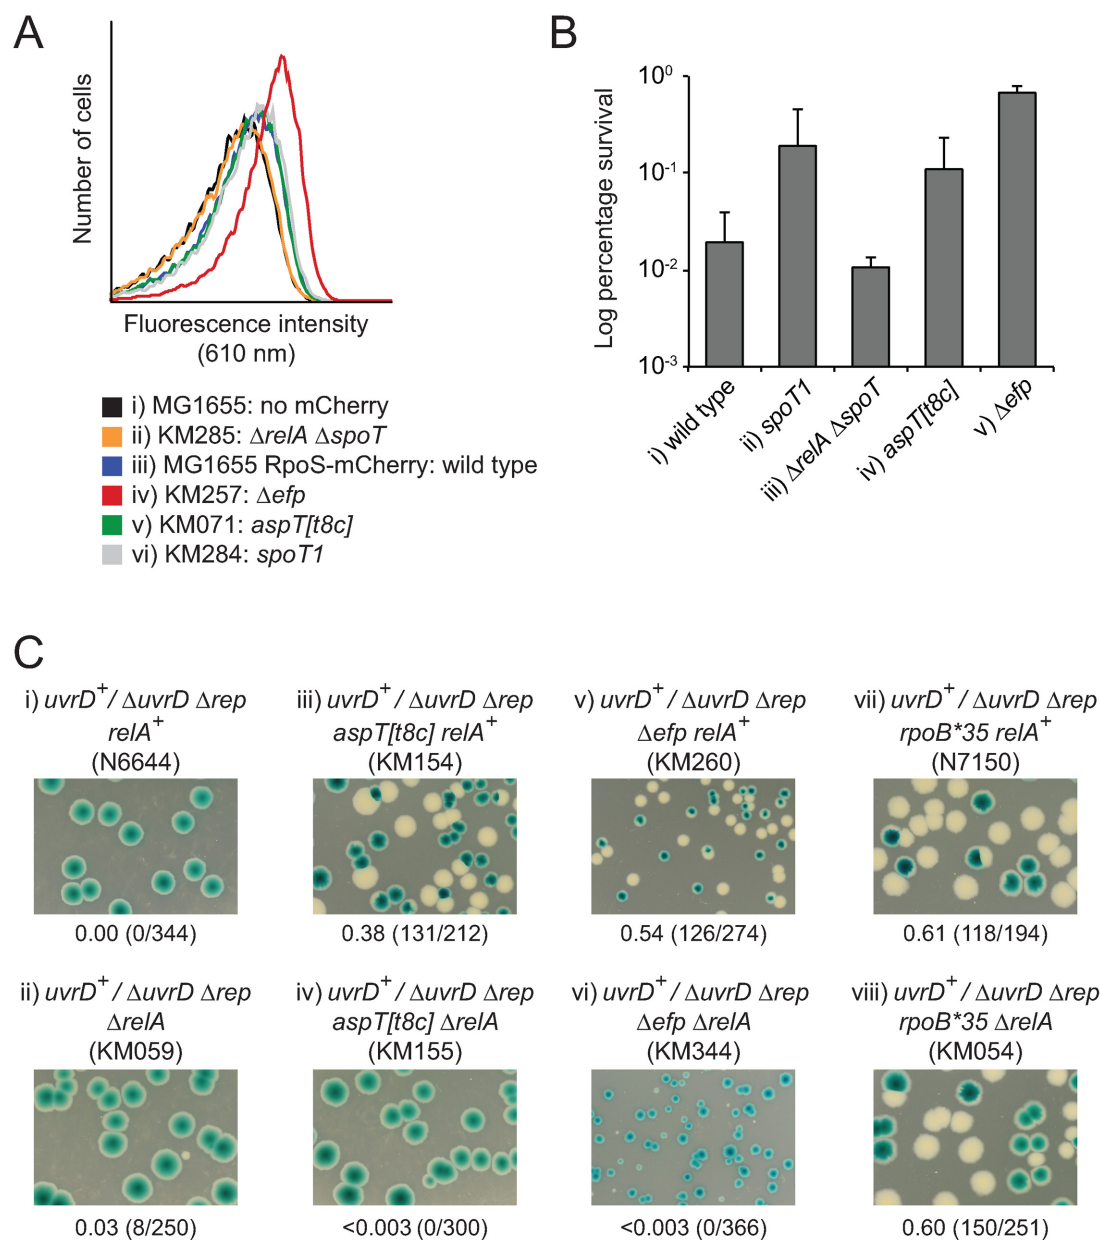 A
Number of cells
Fluorescence intensity
(610 nm)
i) MG1655: no mCherry
ii) KM285: ΔrelA ΔspoT
iii) MG1655 RpoS-mCherry: wild type
iv) KM257: Δefp
v) KM071: aspT[t8c]
vi) KM284: spoT1
B
Log percentage survival
10⁰
10⁻¹
10⁻²
10⁻³
i) wild type
ii) spoT1
iii) ΔrelA ΔspoT
iv) aspT[t8c]
v) Δefp
C
i) uvrD⁺/ ΔuvrD Δrep
relA⁺
(N6644)
0.00 (0/344)
iii) uvrD⁺/ ΔuvrD Δrep
aspT[t8c] relA⁺
(KM154)
0.38 (131/212)
v) uvrD⁺/ ΔuvrD Δrep
Δefp relA⁺
(KM260)
0.54 (126/274)
vii) uvrD⁺/ ΔuvrD Δrep
rpoB*35 relA⁺
(N7150)
0.61 (118/194)
ii) uvrD⁺/ ΔuvrD Δrep
ΔrelA
(KM059)
0.03 (8/250)
iv) uvrD⁺/ ΔuvrD Δrep
aspT[t8c] ΔrelA
(KM155)
<0.003 (0/300)
vi) uvrD⁺/ ΔuvrD Δrep
Δefp ΔrelA
(KM344)
<0.003 (0/366)
viii) uvrD⁺/ ΔuvrD Δrep
rpoB*35 ΔrelA
(KM054)
0.60 (150/251)